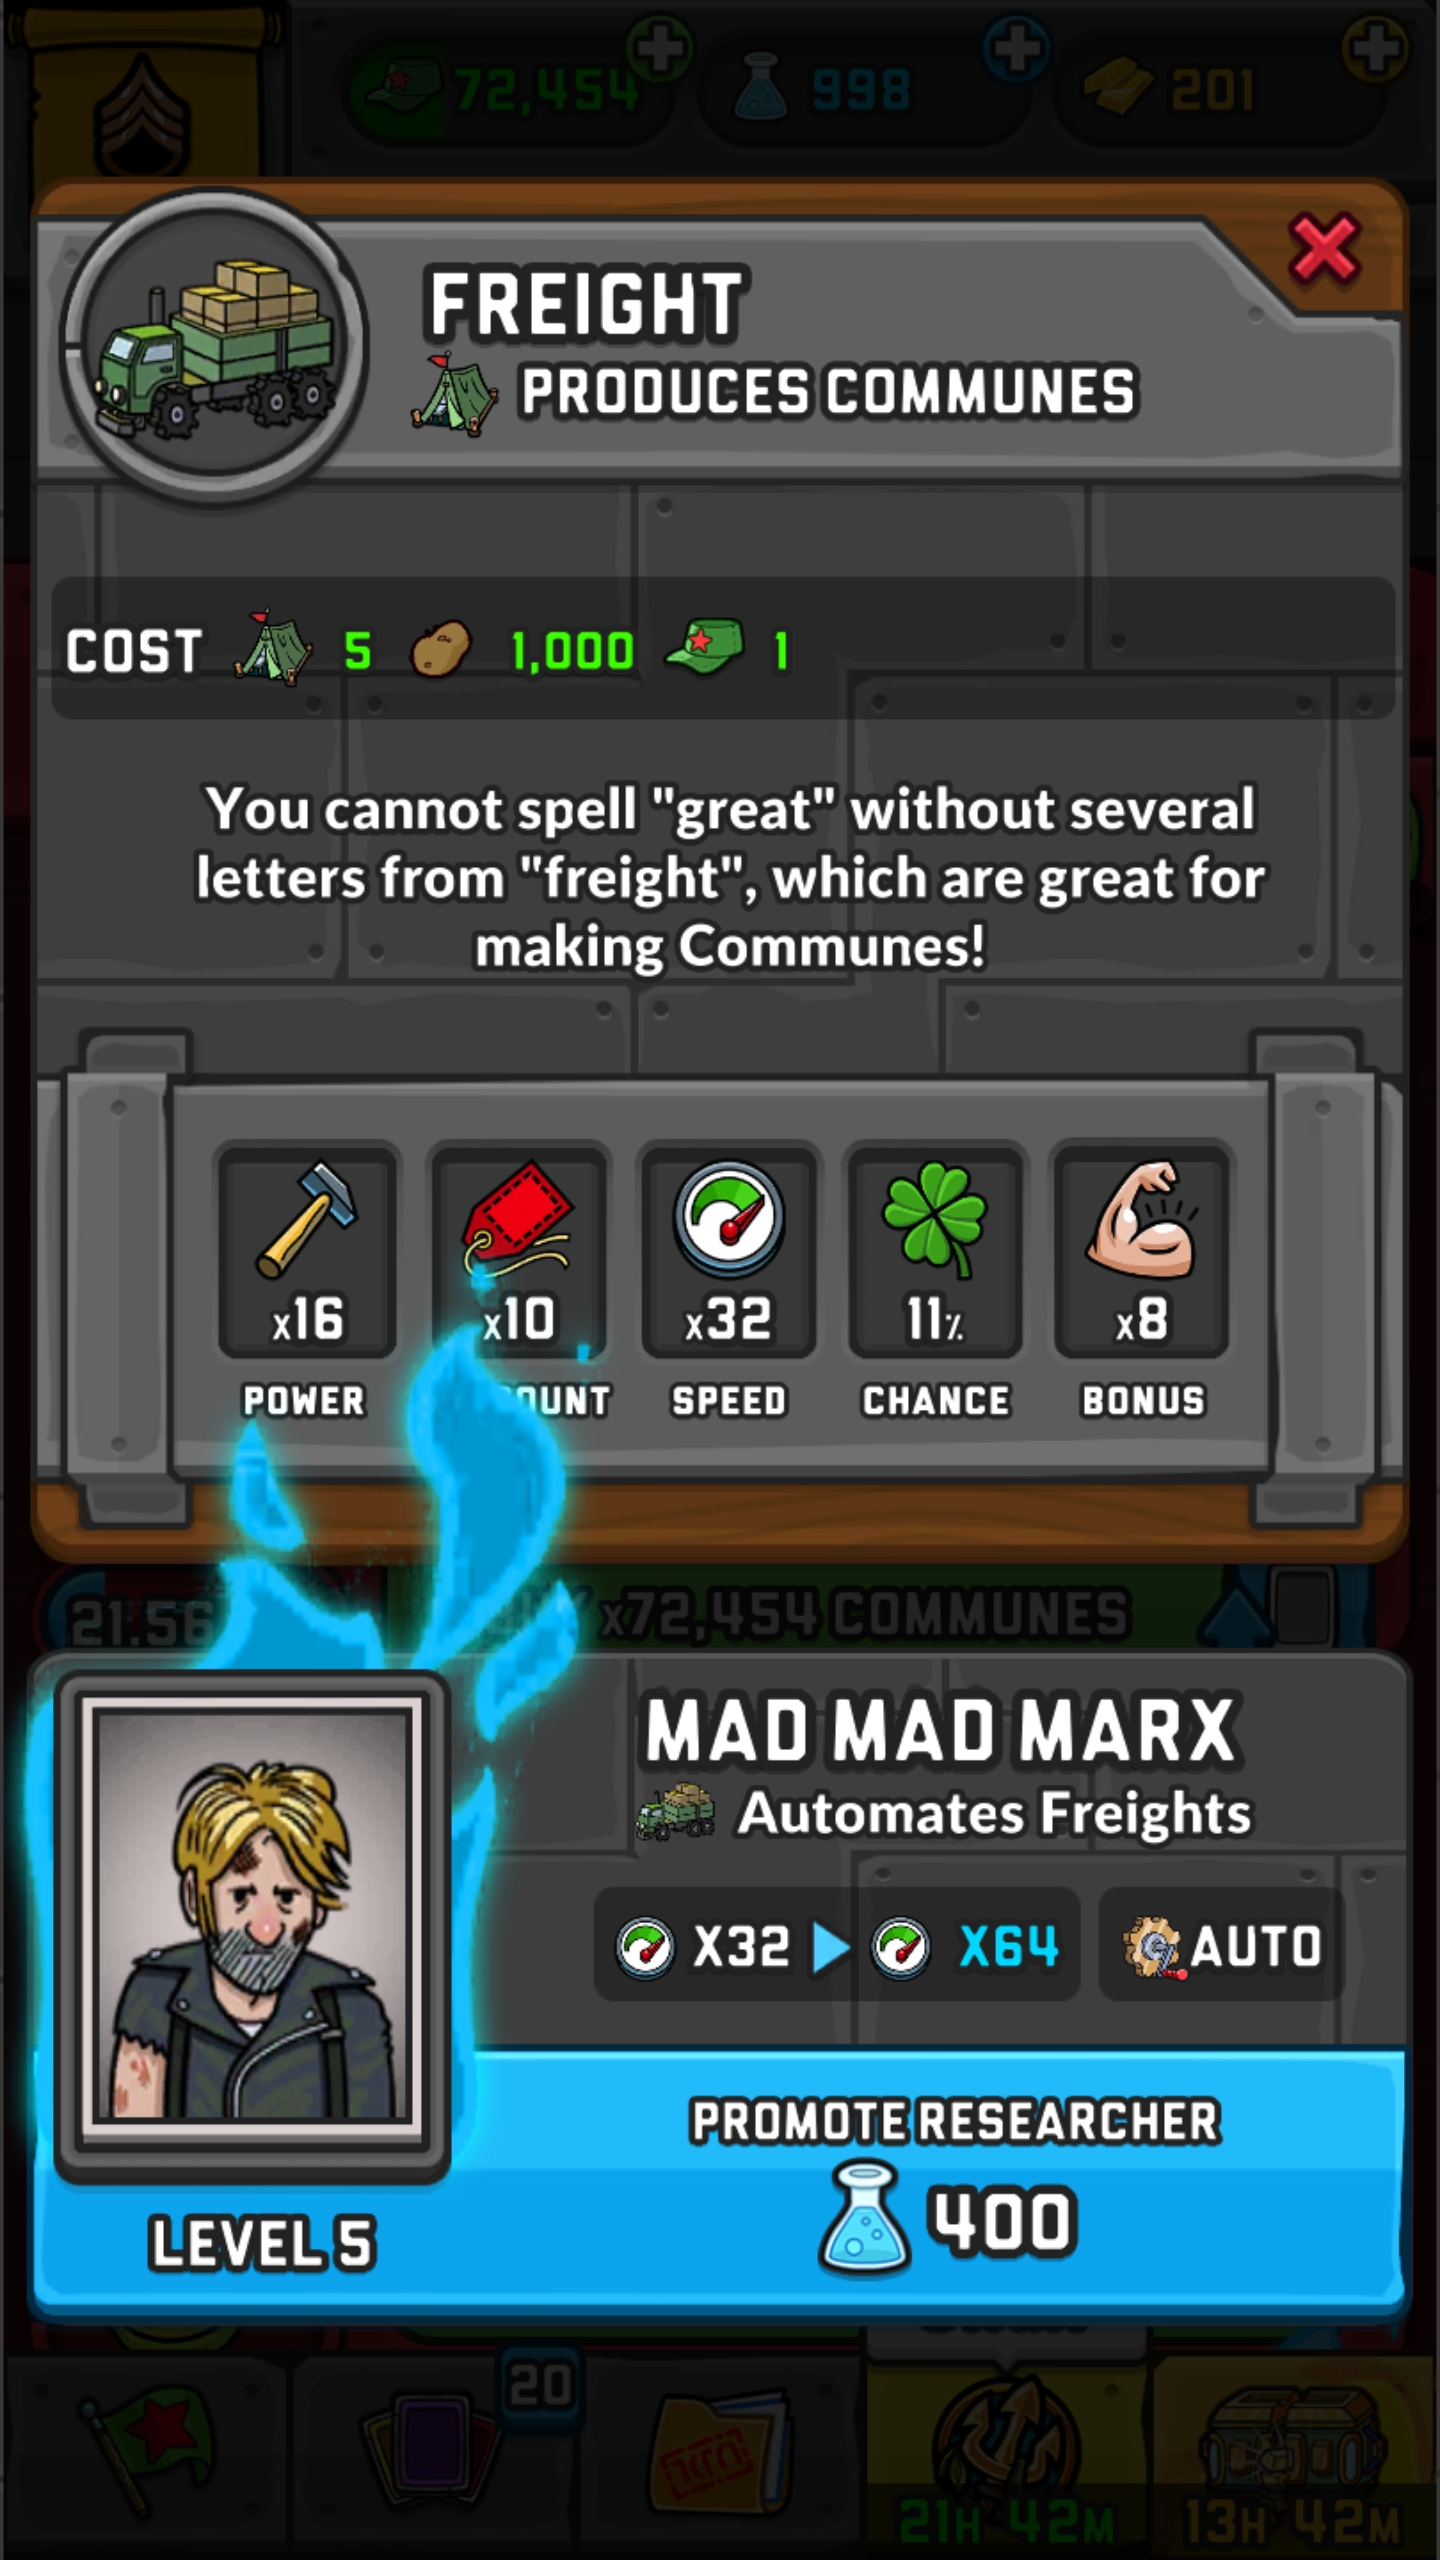 72,454
998
201
FREIGHT
PRODUCES COMMUNES
COST 5 1,000 1
You cannot spell "great" without several
letters from "freight", which are great for
making Communes!
x16 x10 x32 11% x8
POWER OUNT SPEED CHANCE BONUS
21.56
x72,454 COMMUNES
MAD MAD MARX
Automates Freights
X32 X64 AUTO
PROMOTE RESEARCHER
400
LEVEL 5
20
21H 42M
13H 42M